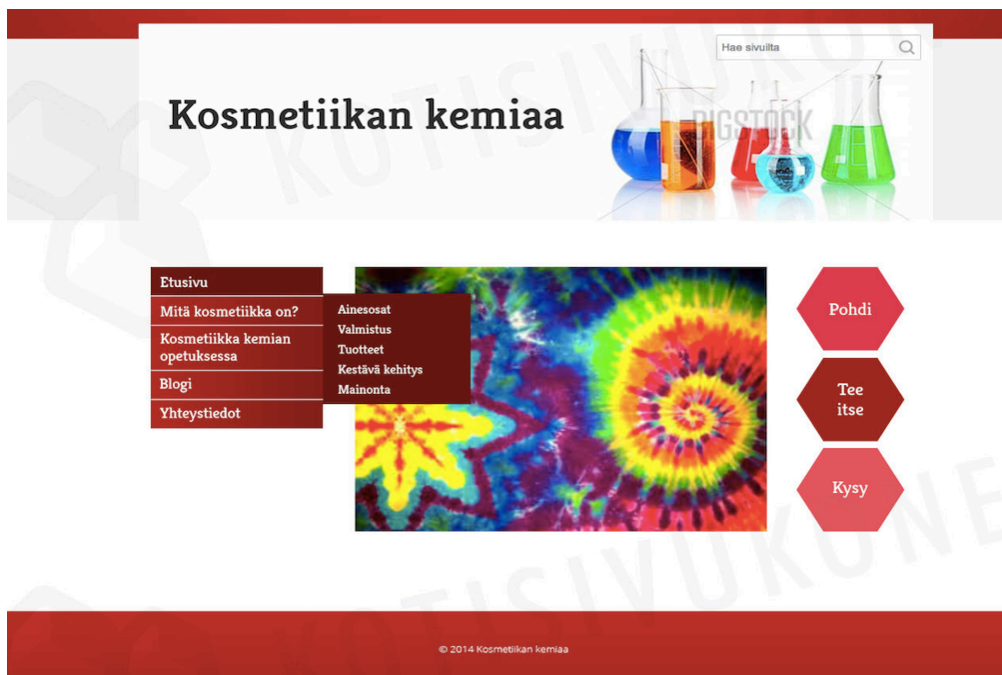 Hae sivuilta
Kosmetiikan kemiaa
BIGSTOCK
KOTISIVUKONE
Etusivu
Mitä kosmetiikka on?
Kosmetiikka kemian
opetuksessa
Blogi
Yhteystiedot
Ainesosat
Valmistus
Tuotteet
Kestävä kehitys
Mainonta
Pohdi
Tee
itse
Kysy
KOTISIVUKONE
© 2014 Kosmetiikan kemiaa